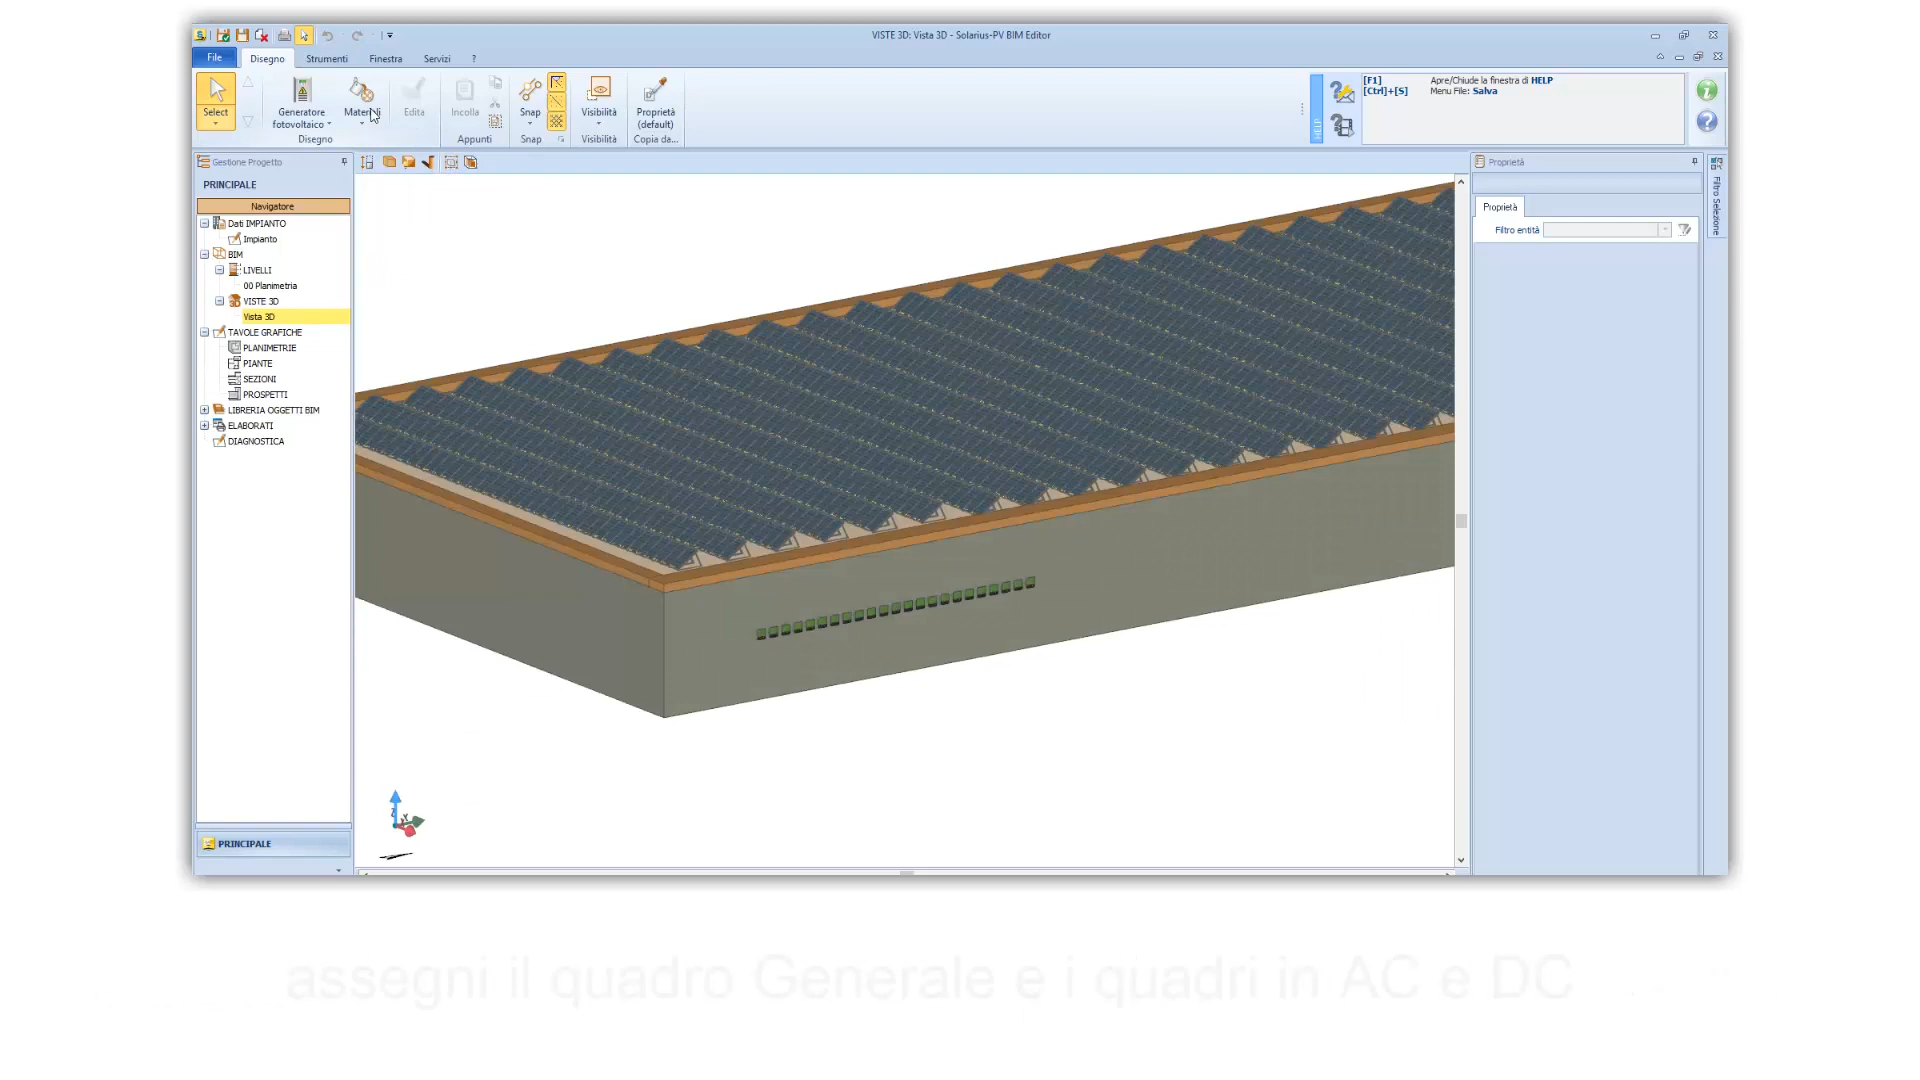 VISTE 3D: Vista 3D - Solarius-PV BIM Editor
File
Disegno
Strumenti
Finestra
Servizi
?
Select
Generatore
fotovoltaico
Materiali
Edita
Disegno
Incolla
Appunti
Snap
Snap
Visibilità
Visibilità
Proprietà
(default)
Copia da...
HELP
[F1] Apre/Chiude la finestra di HELP
[Ctrl]+[S] Menu File: Salva
Gestione Progetto
PRINCIPALE
Navigatore
Dati IMPIANTO
Impianto
BIM
LIVELLI
00 Planimetria
VISTE 3D
Vista 3D
TAVOLE GRAFICHE
PLANIMETRIE
PIANTE
SEZIONI
PROSPETTI
LIBRERIA OGGETTI BIM
ELABORATI
DIAGNOSTICA
PRINCIPALE
Proprietà
Proprietà
Filtro entità
Filtro Selezione
assegni il quadro Generale e i quadri in AC e DC